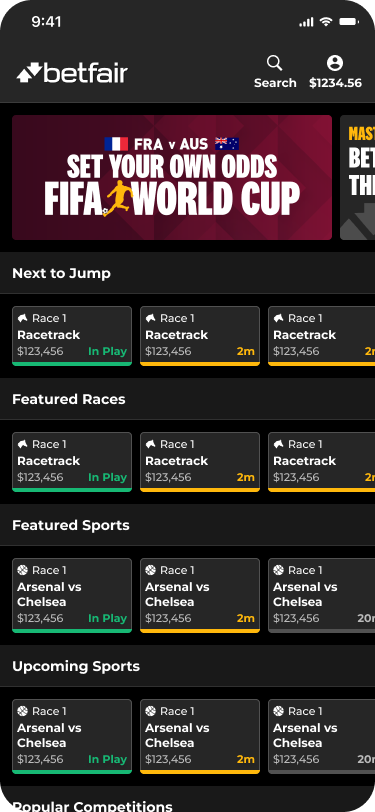 9:41
betfair
Search
$1234.56
FRA v AUS
SET YOUR OWN ODDS
FIFA WORLD CUP
MAST
BET
THE
Next to Jump
Race 1
Racetrack
$123,456 In Play
Race 1
Racetrack
$123,456 2m
Race 1
Racetrack
$123,456 2m
Featured Races
Race 1
Racetrack
$123,456 In Play
Race 1
Racetrack
$123,456 2m
Race 1
Racetrack
$123,456 2m
Featured Sports
Race 1
Arsenal vs
Chelsea
$123,456 In Play
Race 1
Arsenal vs
Chelsea
$123,456 2m
Race 1
Arsenal vs
Chelsea
$123,456 20m
Upcoming Sports
Race 1
Arsenal vs
Chelsea
$123,456 In Play
Race 1
Arsenal vs
Chelsea
$123,456 2m
Race 1
Arsenal vs
Chelsea
$123,456 20m
Popular Competitions